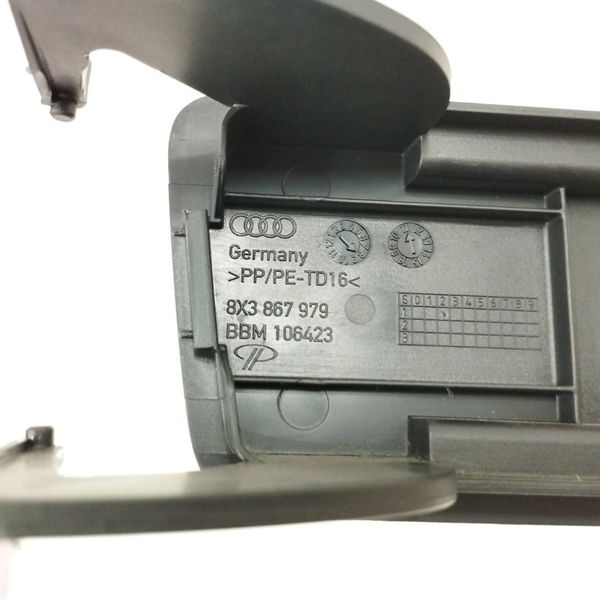 Germany
>PP/PE-TD16<
8X3 867 979
BBM 106423
S 0 1 2 3 4 5 6 7 8 9
1
2
3